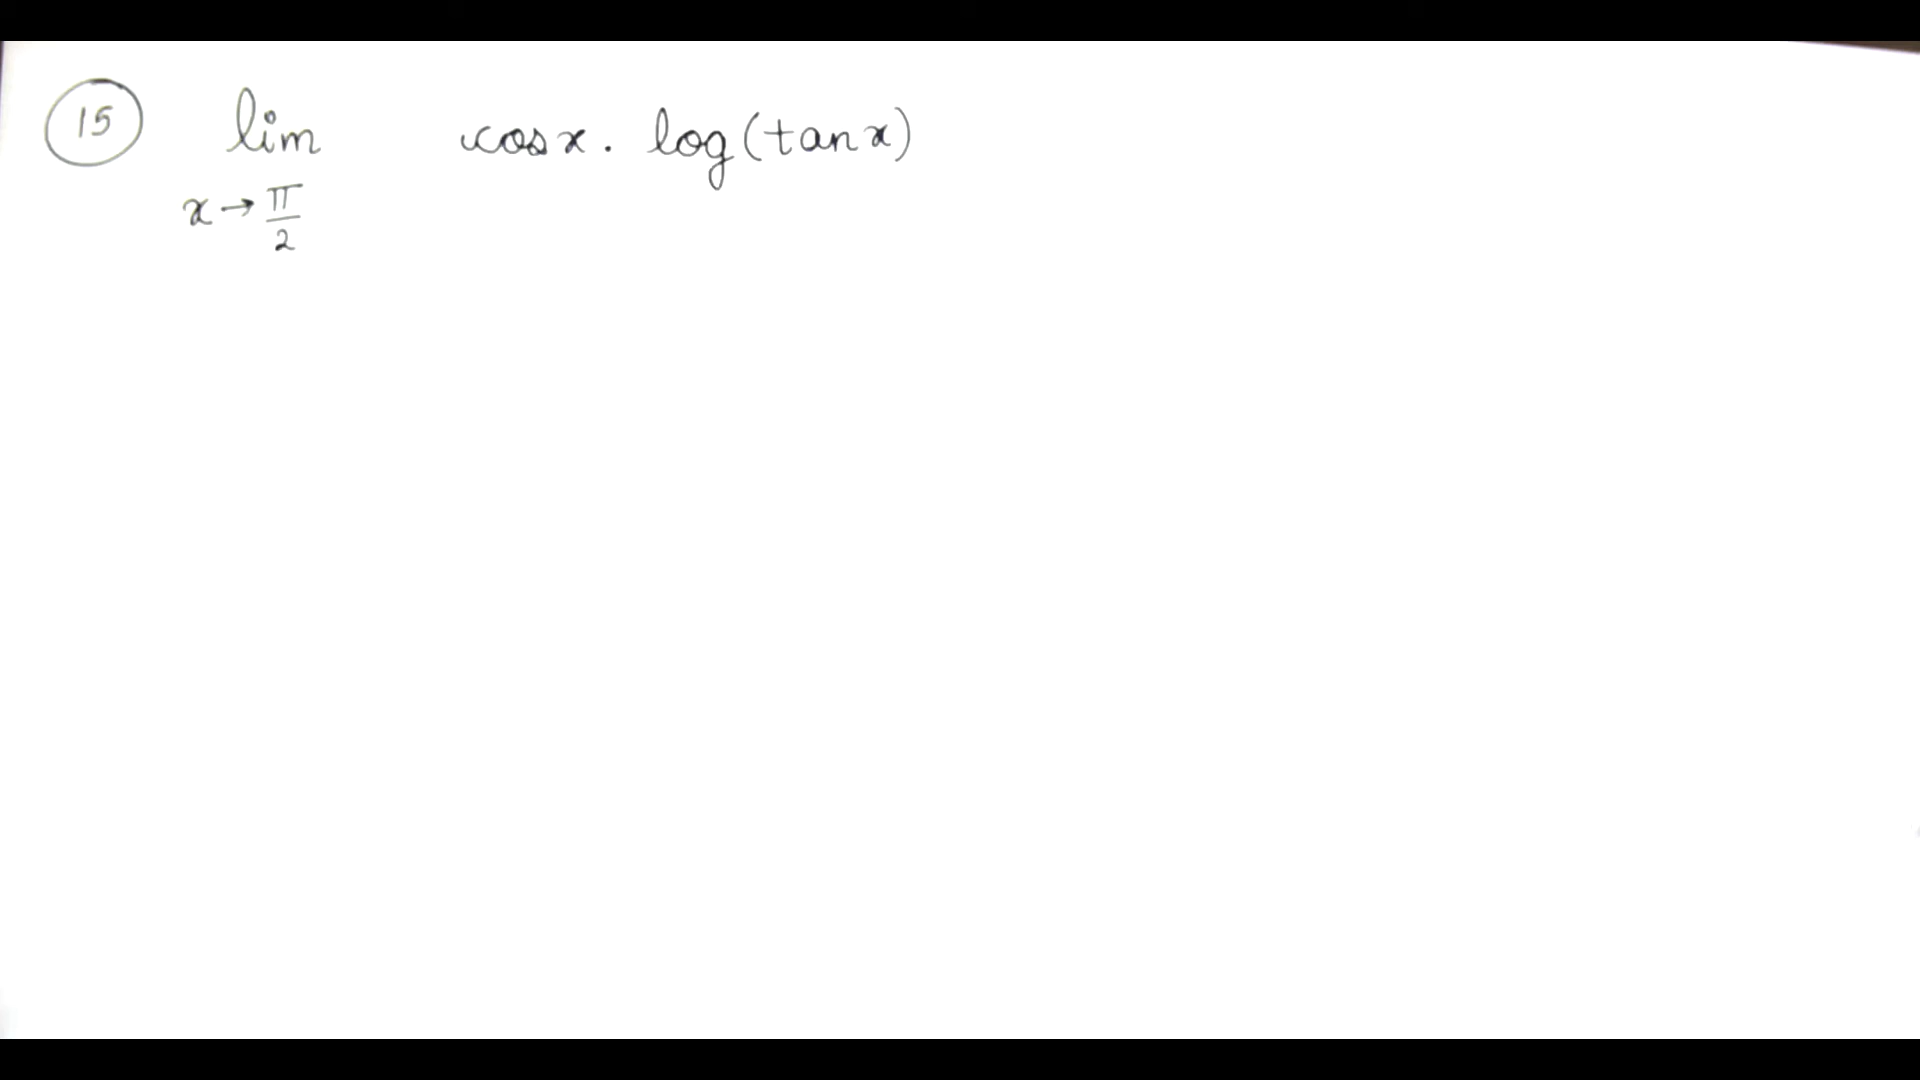 15 lim cosx. log(tanx)
x→π/2